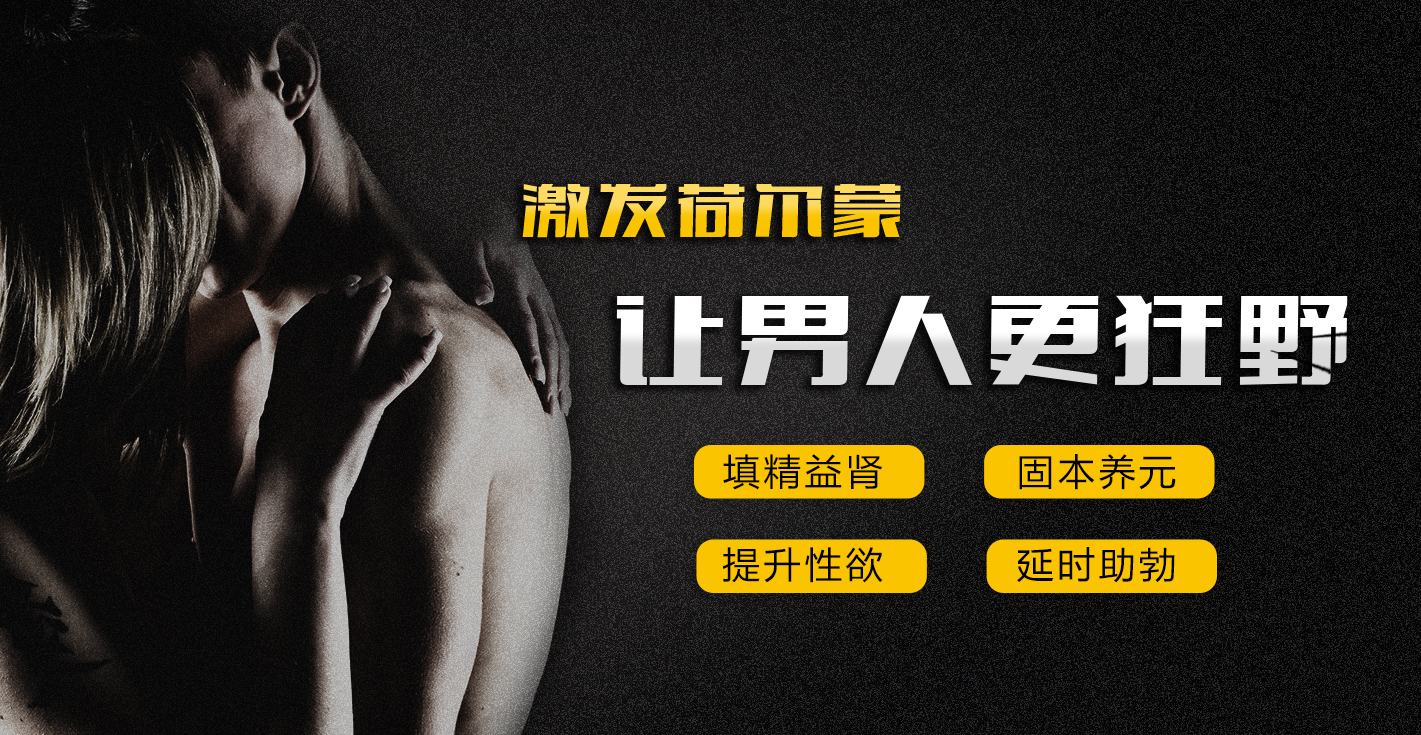 激发荷尔蒙
让男人更狂野
填精益肾 固本养元
提升性欲 延时助勃